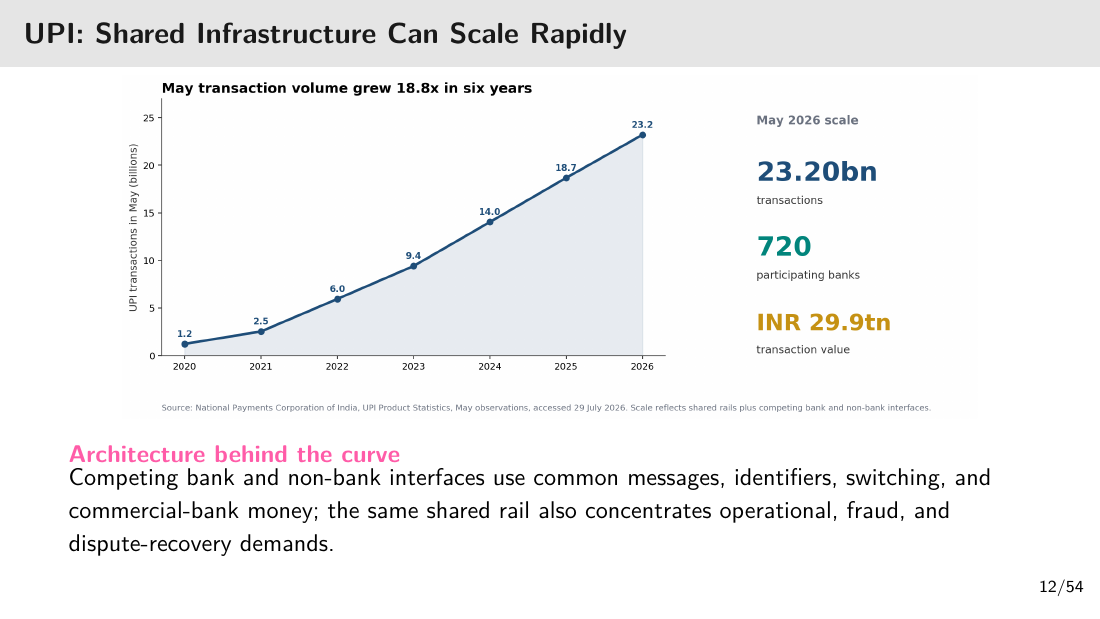 UPI: Shared Infrastructure Can Scale Rapidly
May transaction volume grew 18.8x in six years
UPI transactions in May (billions)
25
20
15
10
5
0
1.2
2.5
6.0
9.4
14.0
18.7
23.2
2020 2021 2022 2023 2024 2025 2026
May 2026 scale
23.20bn
transactions
720
participating banks
INR 29.9tn
transaction value
Source: National Payments Corporation of India, UPI Product Statistics, May observations, accessed 29 July 2026. Scale reflects shared rails plus competing bank and non-bank interfaces.
Architecture behind the curve
Competing bank and non-bank interfaces use common messages, identifiers, switching, and
commercial-bank money; the same shared rail also concentrates operational, fraud, and
dispute-recovery demands.
12/54